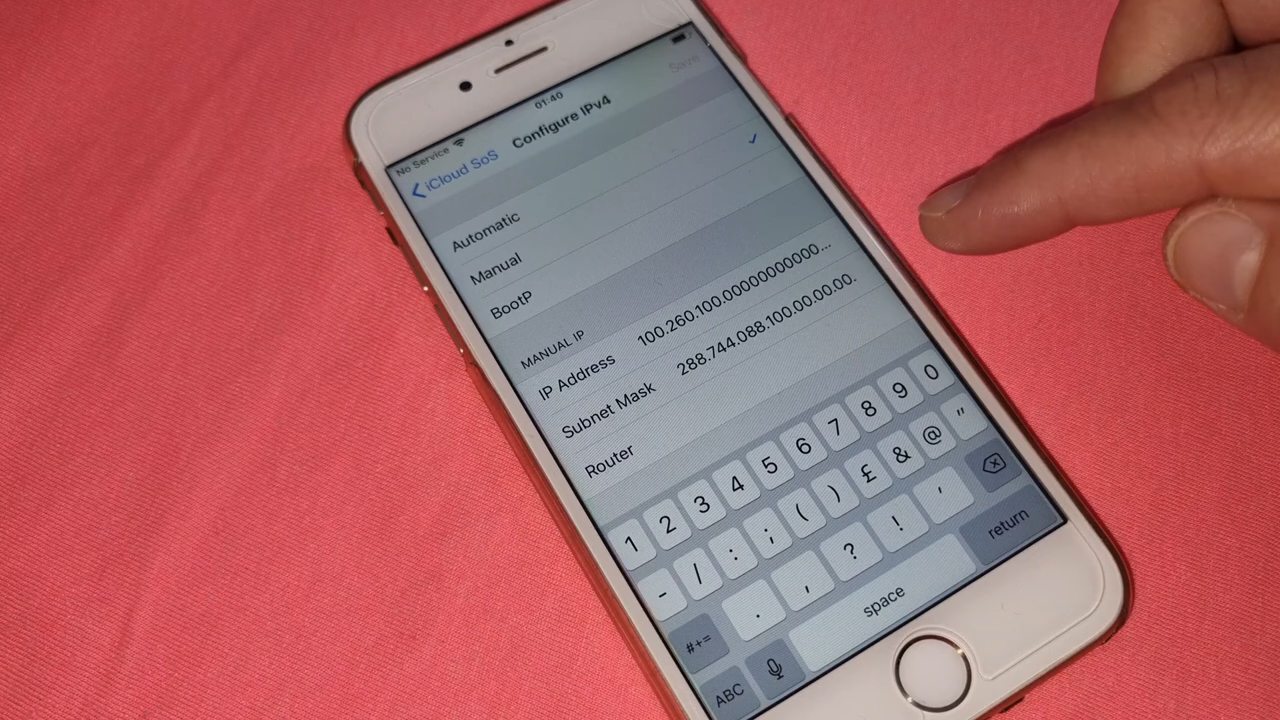 No Service 01:40
iCloud SoS Configure IPv4 Save
Automatic
Manual
BootP
MANUAL IP
IP Address 100.260.100.00000000000...
Subnet Mask 288.744.088.100.00.00.00.
Router
1 2 3 4 5 6 7 8 9 0
- / : ; ( ) £ & @ "
#+= . , ? ! '
ABC space return